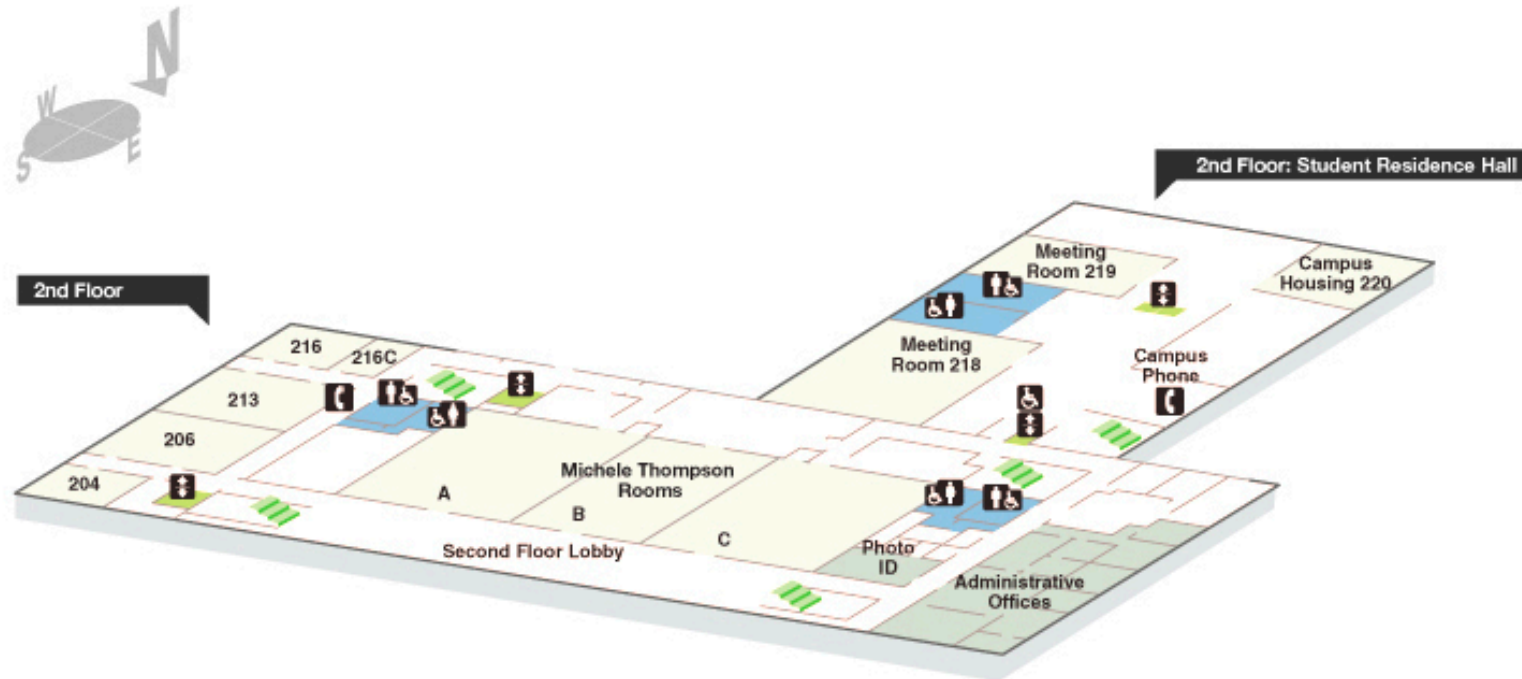 N
W
E
S
2nd Floor: Student Residence Hall
Meeting
Room 219
Campus
Housing 220
2nd Floor
Meeting
Room 218
Campus
Phone
216
216C
213
206
204
Michele Thompson
Rooms
A
B
C
Second Floor Lobby
Photo
ID
Administrative
Offices